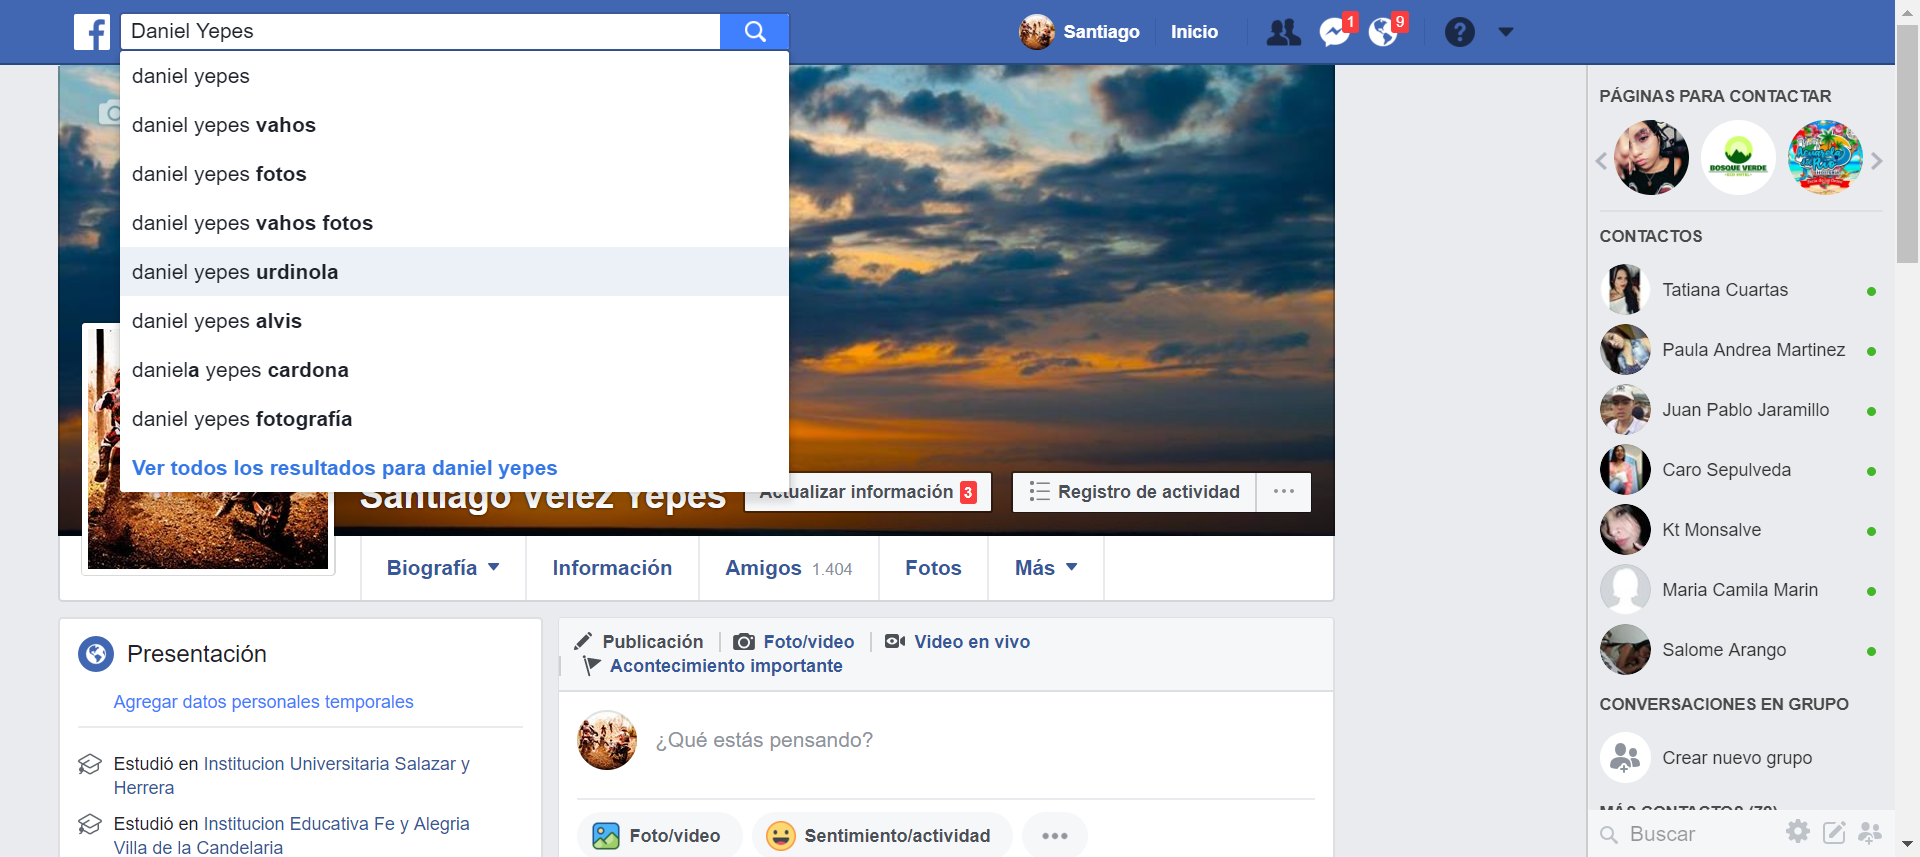 Daniel Yepes
Santiago
Inicio
1
9
?
daniel yepes
daniel yepes vahos
daniel yepes fotos
daniel yepes vahos fotos
daniel yepes urdinola
daniel yepes alvis
daniela yepes cardona
daniel yepes fotografía
Ver todos los resultados para daniel yepes
Santiago Velez Yepes
Actualizar información 3
Registro de actividad
Biografía
Información
Amigos 1.404
Fotos
Más
Presentación
Agregar datos personales temporales
Estudió en Institucion Universitaria Salazar y
Herrera
Estudió en Institucion Educativa Fe y Alegria
Villa de la Candelaria
Publicación
Foto/video
Video en vivo
Acontecimiento importante
¿Qué estás pensando?
Foto/video
Sentimiento/actividad
PÁGINAS PARA CONTACTAR
BOSQUE VERDE
CONTACTOS
Tatiana Cuartas
Paula Andrea Martinez
Juan Pablo Jaramillo
Caro Sepulveda
Kt Monsalve
Maria Camila Marin
Salome Arango
CONVERSACIONES EN GRUPO
Crear nuevo grupo
MÁS CONTACTOS (70)
Buscar